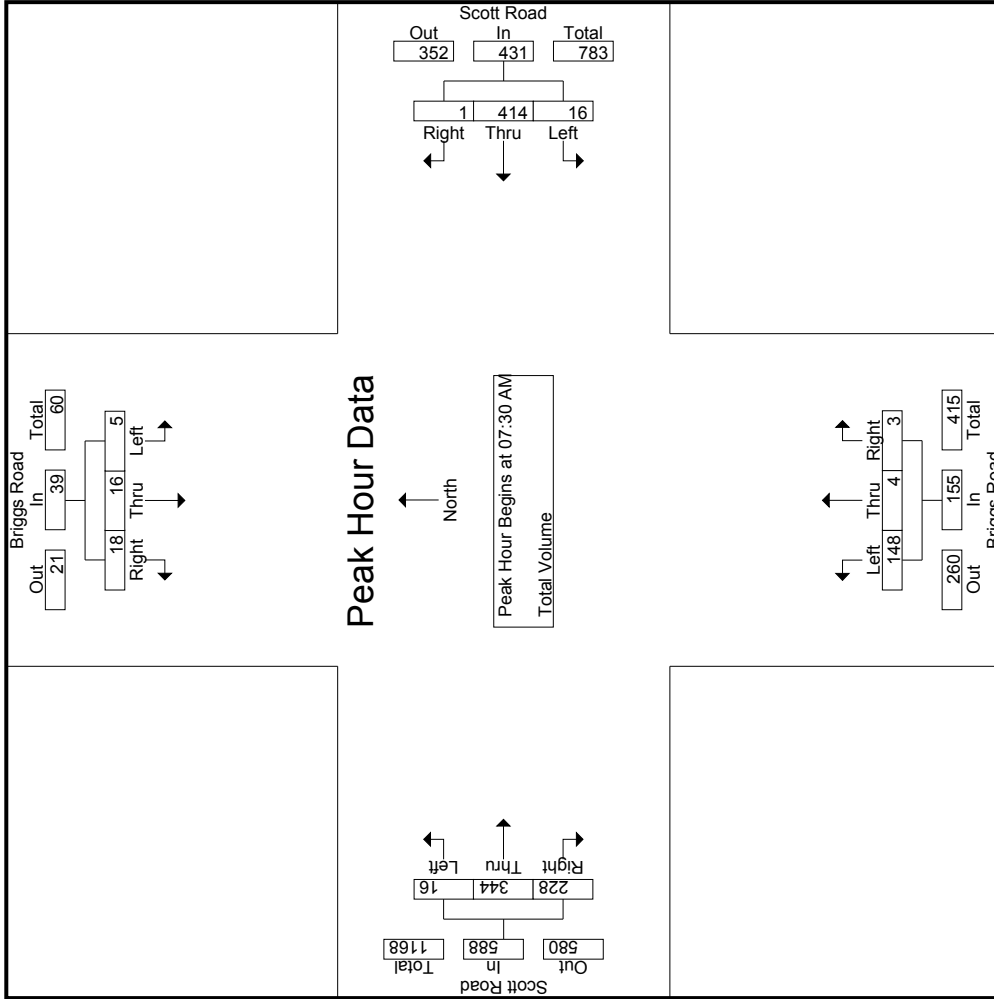 Scott Road
Out In Total
352 431 783
1 414 16
Right Thru Left
Briggs Road
Out In Total
21 39 60
18 16 5
Right Thru Left
Peak Hour Data
North
Peak Hour Begins at 07:30 AM
Total Volume
Left Thru Right
148 4 3
260 155 415
Out In Total
Briggs Road
Left Thru Right
16 344 228
Total In Out
1168 588 580
Scott Road